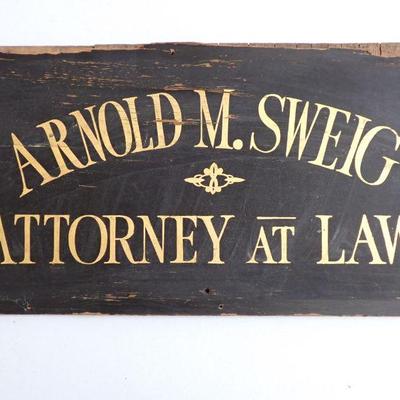 ARNOLD M. SWEIG
ATTORNEY AT LAW